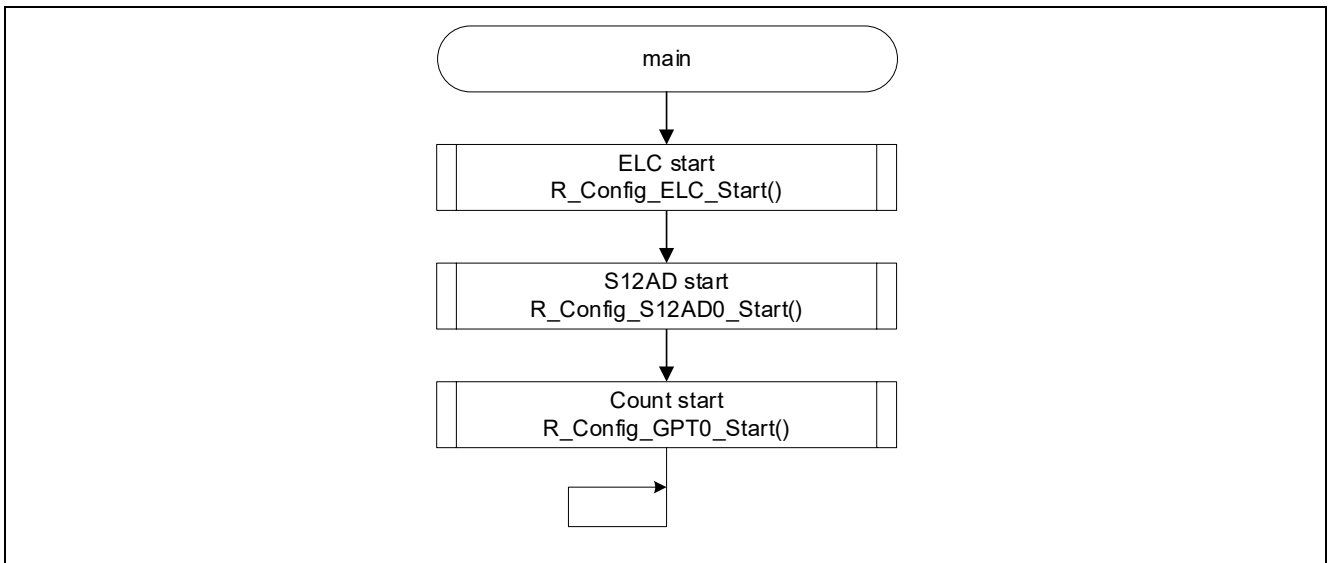 main
ELC start
R_Config_ELC_Start()
S12AD start
R_Config_S12AD0_Start()
Count start
R_Config_GPT0_Start()